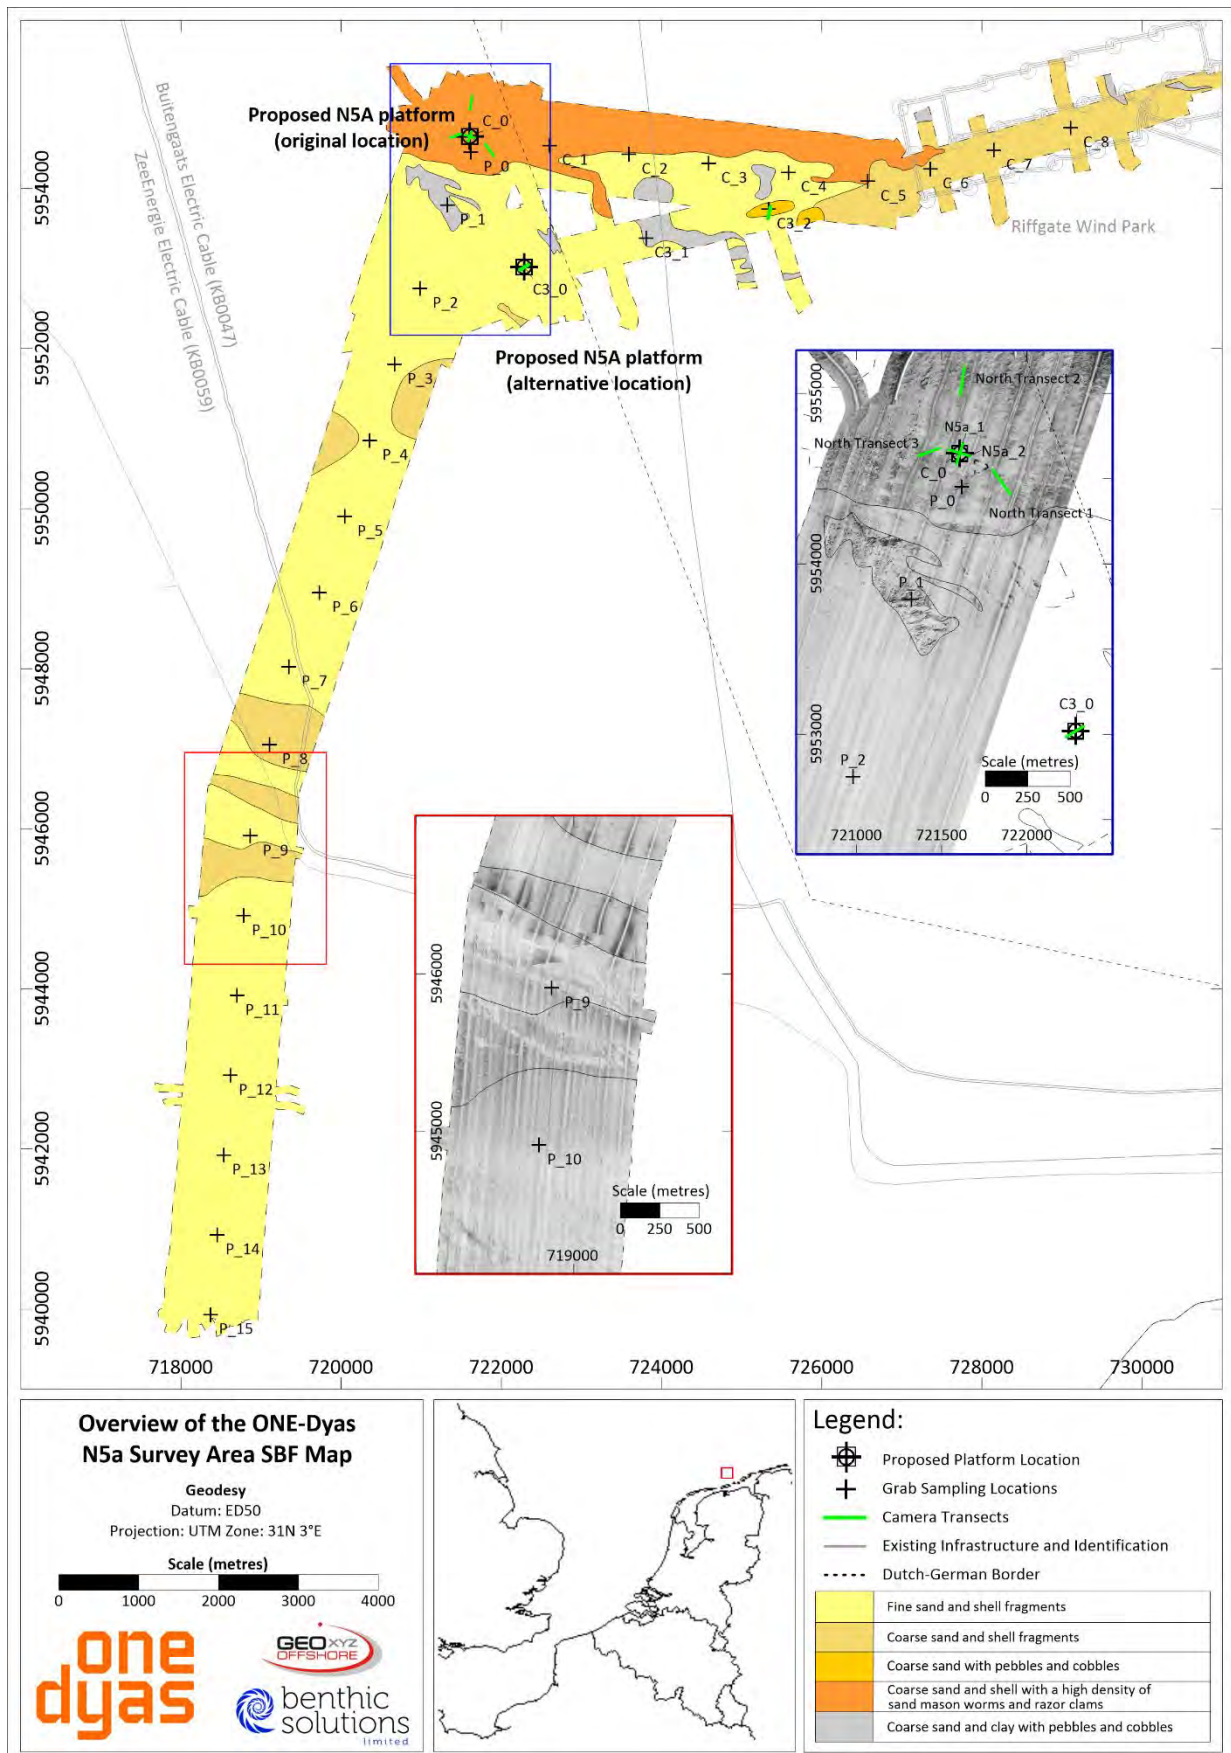 Buitengaats Electric Cable (KB0047)
ZeeEnergie Electric Cable (KB0059)
Proposed N5A platform
(original location)
C_0
P_0
C_1
C_2
C_3
C_4
C_5
C_6
C_7
C_8
Riffgate Wind Park
P_1
C3_2
C3_1
C3_0
P_2
Proposed N5A platform
(alternative location)
P_3
P_4
P_5
P_6
P_7
P_8
P_9
P_10
P_11
P_12
P_13
P_14
P_15
5954000
5952000
5950000
5948000
5946000
5944000
5942000
5940000
718000
720000
722000
724000
726000
728000
730000
North Transect 2
N5a_1
North Transect 3
N5a_2
C_0
P_0
North Transect 1
P_1
C3_0
P_2
Scale (metres)
0 250 500
5955000
5954000
5953000
721000 721500 722000
P_9
P_10
Scale (metres)
0 250 500
5946000
5945000
719000
Overview of the ONE-Dyas
N5a Survey Area SBF Map
Geodesy
Datum: ED50
Projection: UTM Zone: 31N 3°E
Scale (metres)
0 1000 2000 3000 4000
one
dyas
GEO XYZ
OFFSHORE
benthic
solutions
limited
Legend:
Proposed Platform Location
Grab Sampling Locations
Camera Transects
Existing Infrastructure and Identification
Dutch-German Border
Fine sand and shell fragments
Coarse sand and shell fragments
Coarse sand with pebbles and cobbles
Coarse sand and shell with a high density of
sand mason worms and razor clams
Coarse sand and clay with pebbles and cobbles